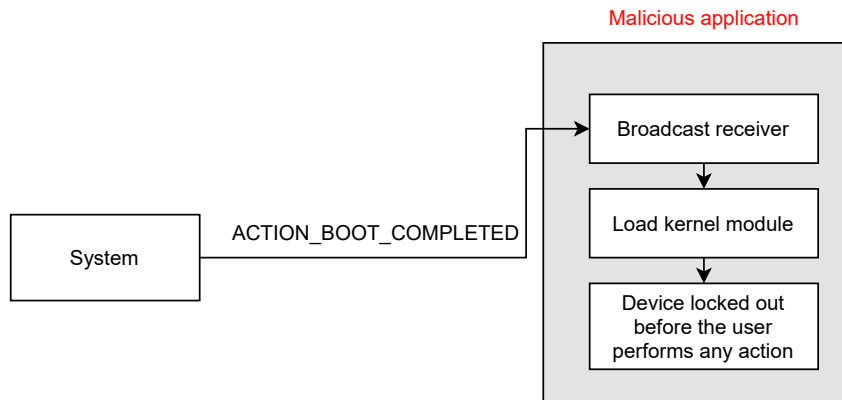 Malicious application
Broadcast receiver
ACTION_BOOT_COMPLETED
System
Load kernel module
Device locked out
before the user
performs any action